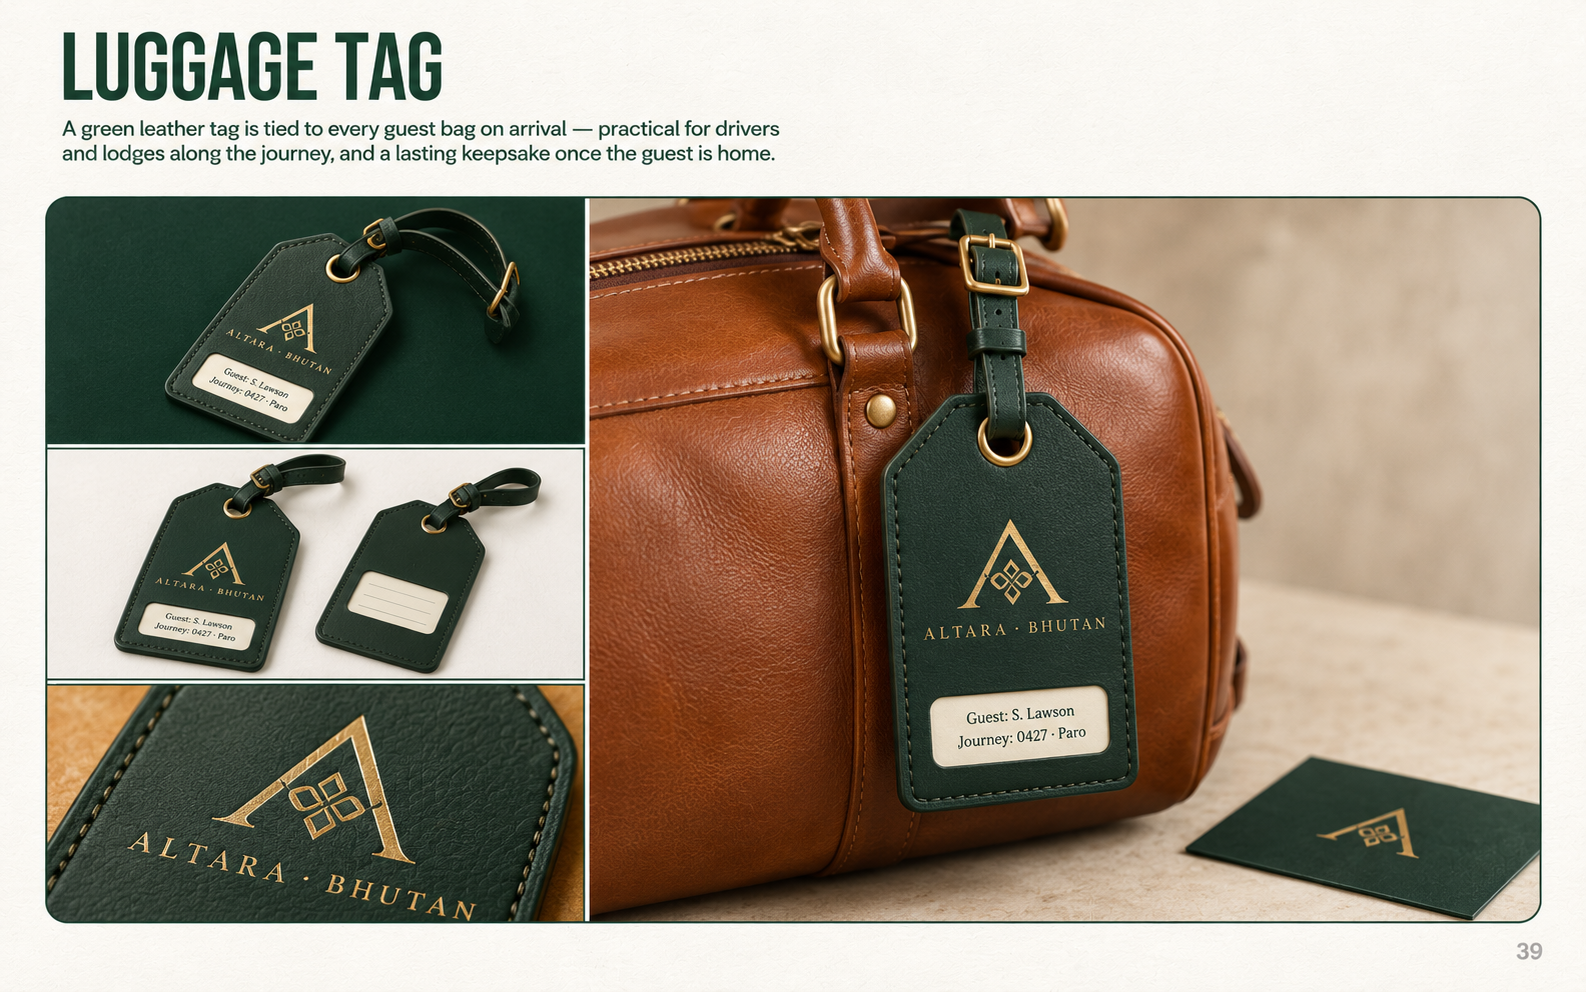 LUGGAGE TAG
A green leather tag is tied to every guest bag on arrival — practical for drivers
and lodges along the journey, and a lasting keepsake once the guest is home.
ALTARA · BHUTAN
Guest: S. Lawson
Journey: 0427 · Paro
ALTARA · BHUTAN
Guest: S. Lawson
Journey: 0427 · Paro
ALTARA · BHUTAN
ALTARA · BHUTAN
Guest: S. Lawson
Journey: 0427 · Paro
39